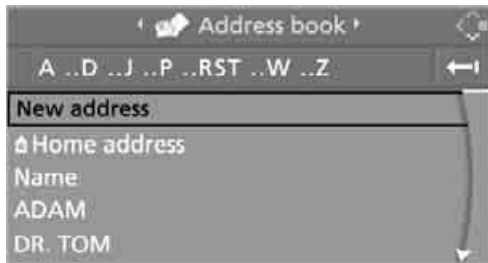 Address book
A ..D ..J ..P ..RST ..W ..Z
New address
Home address
Name
ADAM
DR. TOM